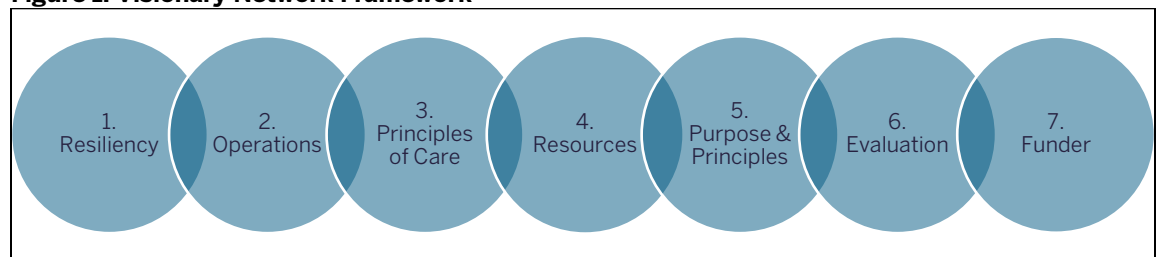 Figure 1. Visionary Network Framework
1.
Resiliency
2.
Operations
3.
Principles
of Care
4.
Resources
5.
Purpose &
Principles
6.
Evaluation
7.
Funder